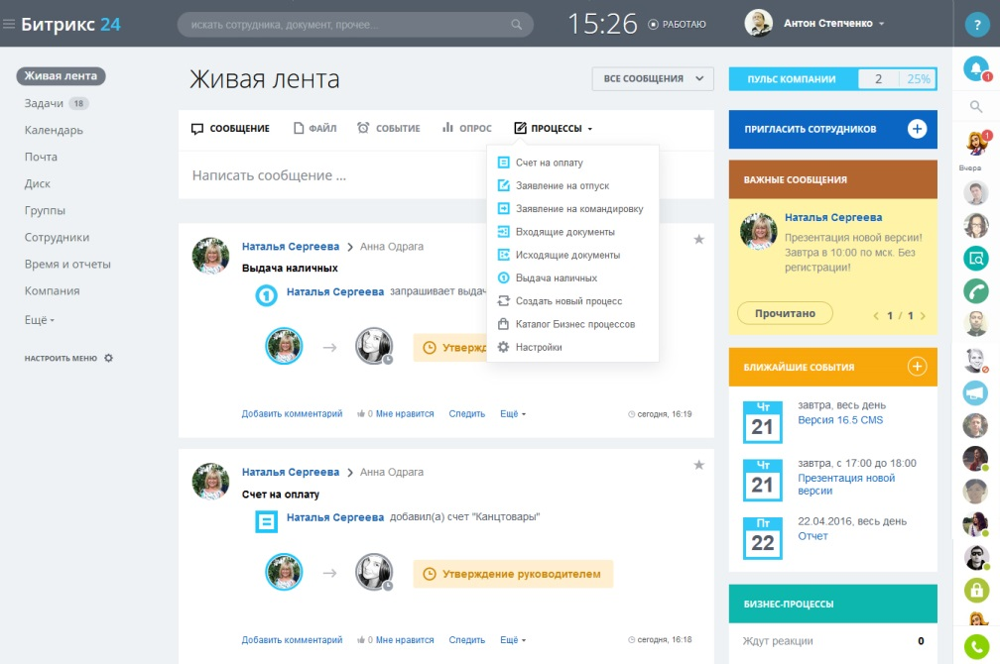 Битрикс 24
искать сотрудника, документ, прочее...
15:26
РАБОТАЮ
Антон Степченко
?
Живая лента
Задачи 18
Календарь
Почта
Диск
Группы
Сотрудники
Время и отчеты
Компания
Ещё
НАСТРОИТЬ МЕНЮ
Живая лента
ВСЕ СООБЩЕНИЯ
СООБЩЕНИЕ
ФАЙЛ
СОБЫТИЕ
ОПРОС
ПРОЦЕССЫ
Написать сообщение ...
Счет на оплату
Заявление на отпуск
Заявление на командировку
Входящие документы
Исходящие документы
Выдача наличных
Создать новый процесс
Каталог Бизнес процессов
Настройки
Наталья Сергеева > Анна Одрага
Выдача наличных
1
Наталья Сергеева запрашивает выдач
Утвержд
Добавить комментарий 0 Мне нравится Следить Ещё
сегодня, 16:19
Наталья Сергеева > Анна Одрага
Счет на оплату
Наталья Сергеева добавил(а) счет "Канцтовары"
Утверждение руководителем
Добавить комментарий 0 Мне нравится Следить Ещё
сегодня, 16:18
ПУЛЬС КОМПАНИИ 2 25%
ПРИГЛАСИТЬ СОТРУДНИКОВ
ВАЖНЫЕ СООБЩЕНИЯ
Наталья Сергеева
Презентация новой версии!
Завтра в 10:00 по мск. Без
регистрации!
Прочитано
< 1 / 1 >
БЛИЖАЙШИЕ СОБЫТИЯ
Чт
21
завтра, весь день
Версия 16.5 CMS
Чт
21
завтра, с 17:00 до 18:00
Презентация новой
версии
Пт
22
22.04.2016, весь день
Отчет
БИЗНЕС-ПРОЦЕССЫ
Ждут реакции 0
1
1
Вчера